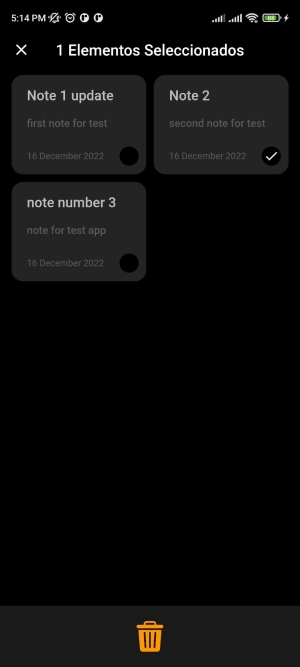 5:14 PM
1 Elementos Seleccionados
Note 1 update
first note for test
16 December 2022
Note 2
second note for test
16 December 2022
note number 3
note for test app
16 December 2022